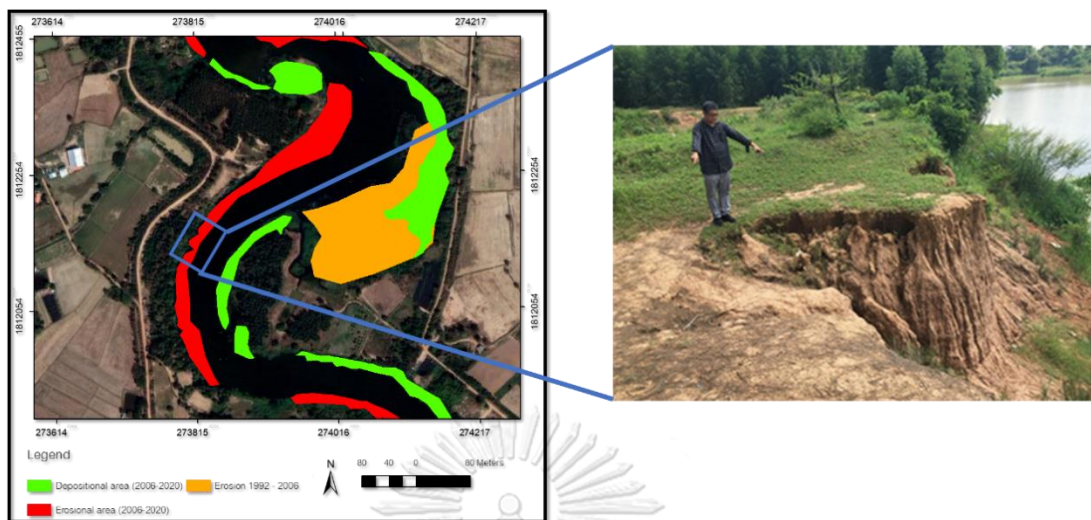 273614 273815 274016 274217
1812455 1812455
1812254 1812254
1812054 1812054
273614 273815 274016 274217
Legend
Depositional area (2006-2020) Erosion 1992 - 2006
Erosional area (2006-2020)
N
80 40 0 80 Meters